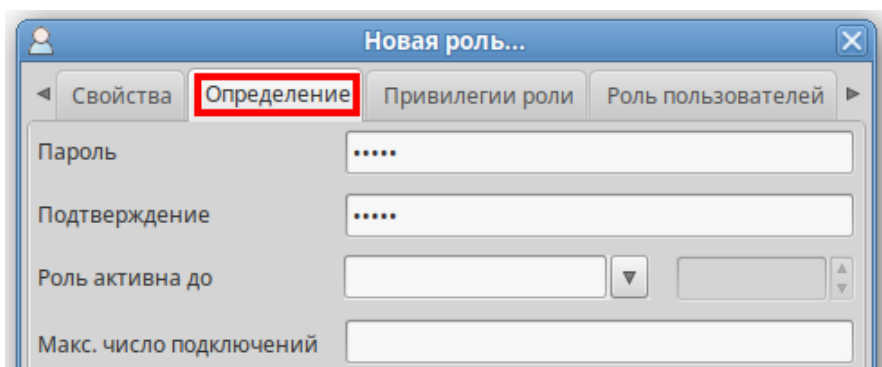 Новая роль...
Свойства Определение Привилегии роли Роль пользователей
Пароль •••••
Подтверждение •••••
Роль активна до
Макс. число подключений